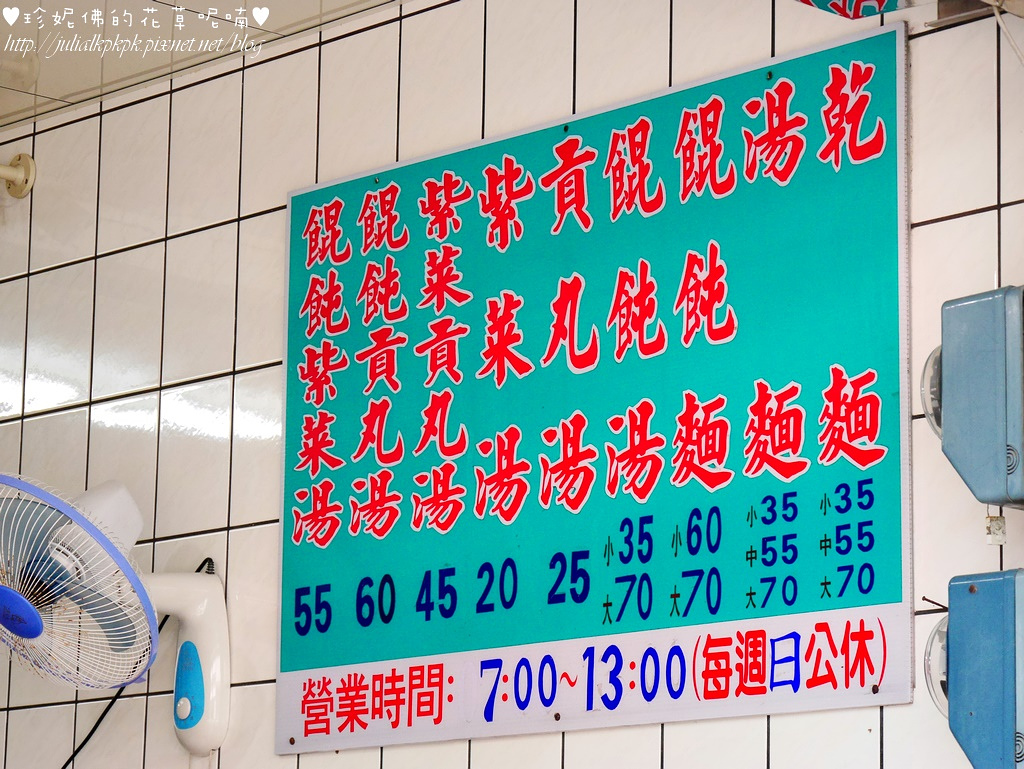 ♥珍妮佛的花草呢喃♥
http://julialkpkpk.pixnet.net/blog
乾麵 小35 中55 大70
湯麵 小35 中55 大70
餛飩麵 小60 大70
餛飩湯 小35 大70
貢丸湯 25
紫菜湯 20
紫菜貢丸湯 45
餛飩貢丸湯 60
餛飩紫菜湯 55
營業時間: 7:00~13:00(每週日公休)